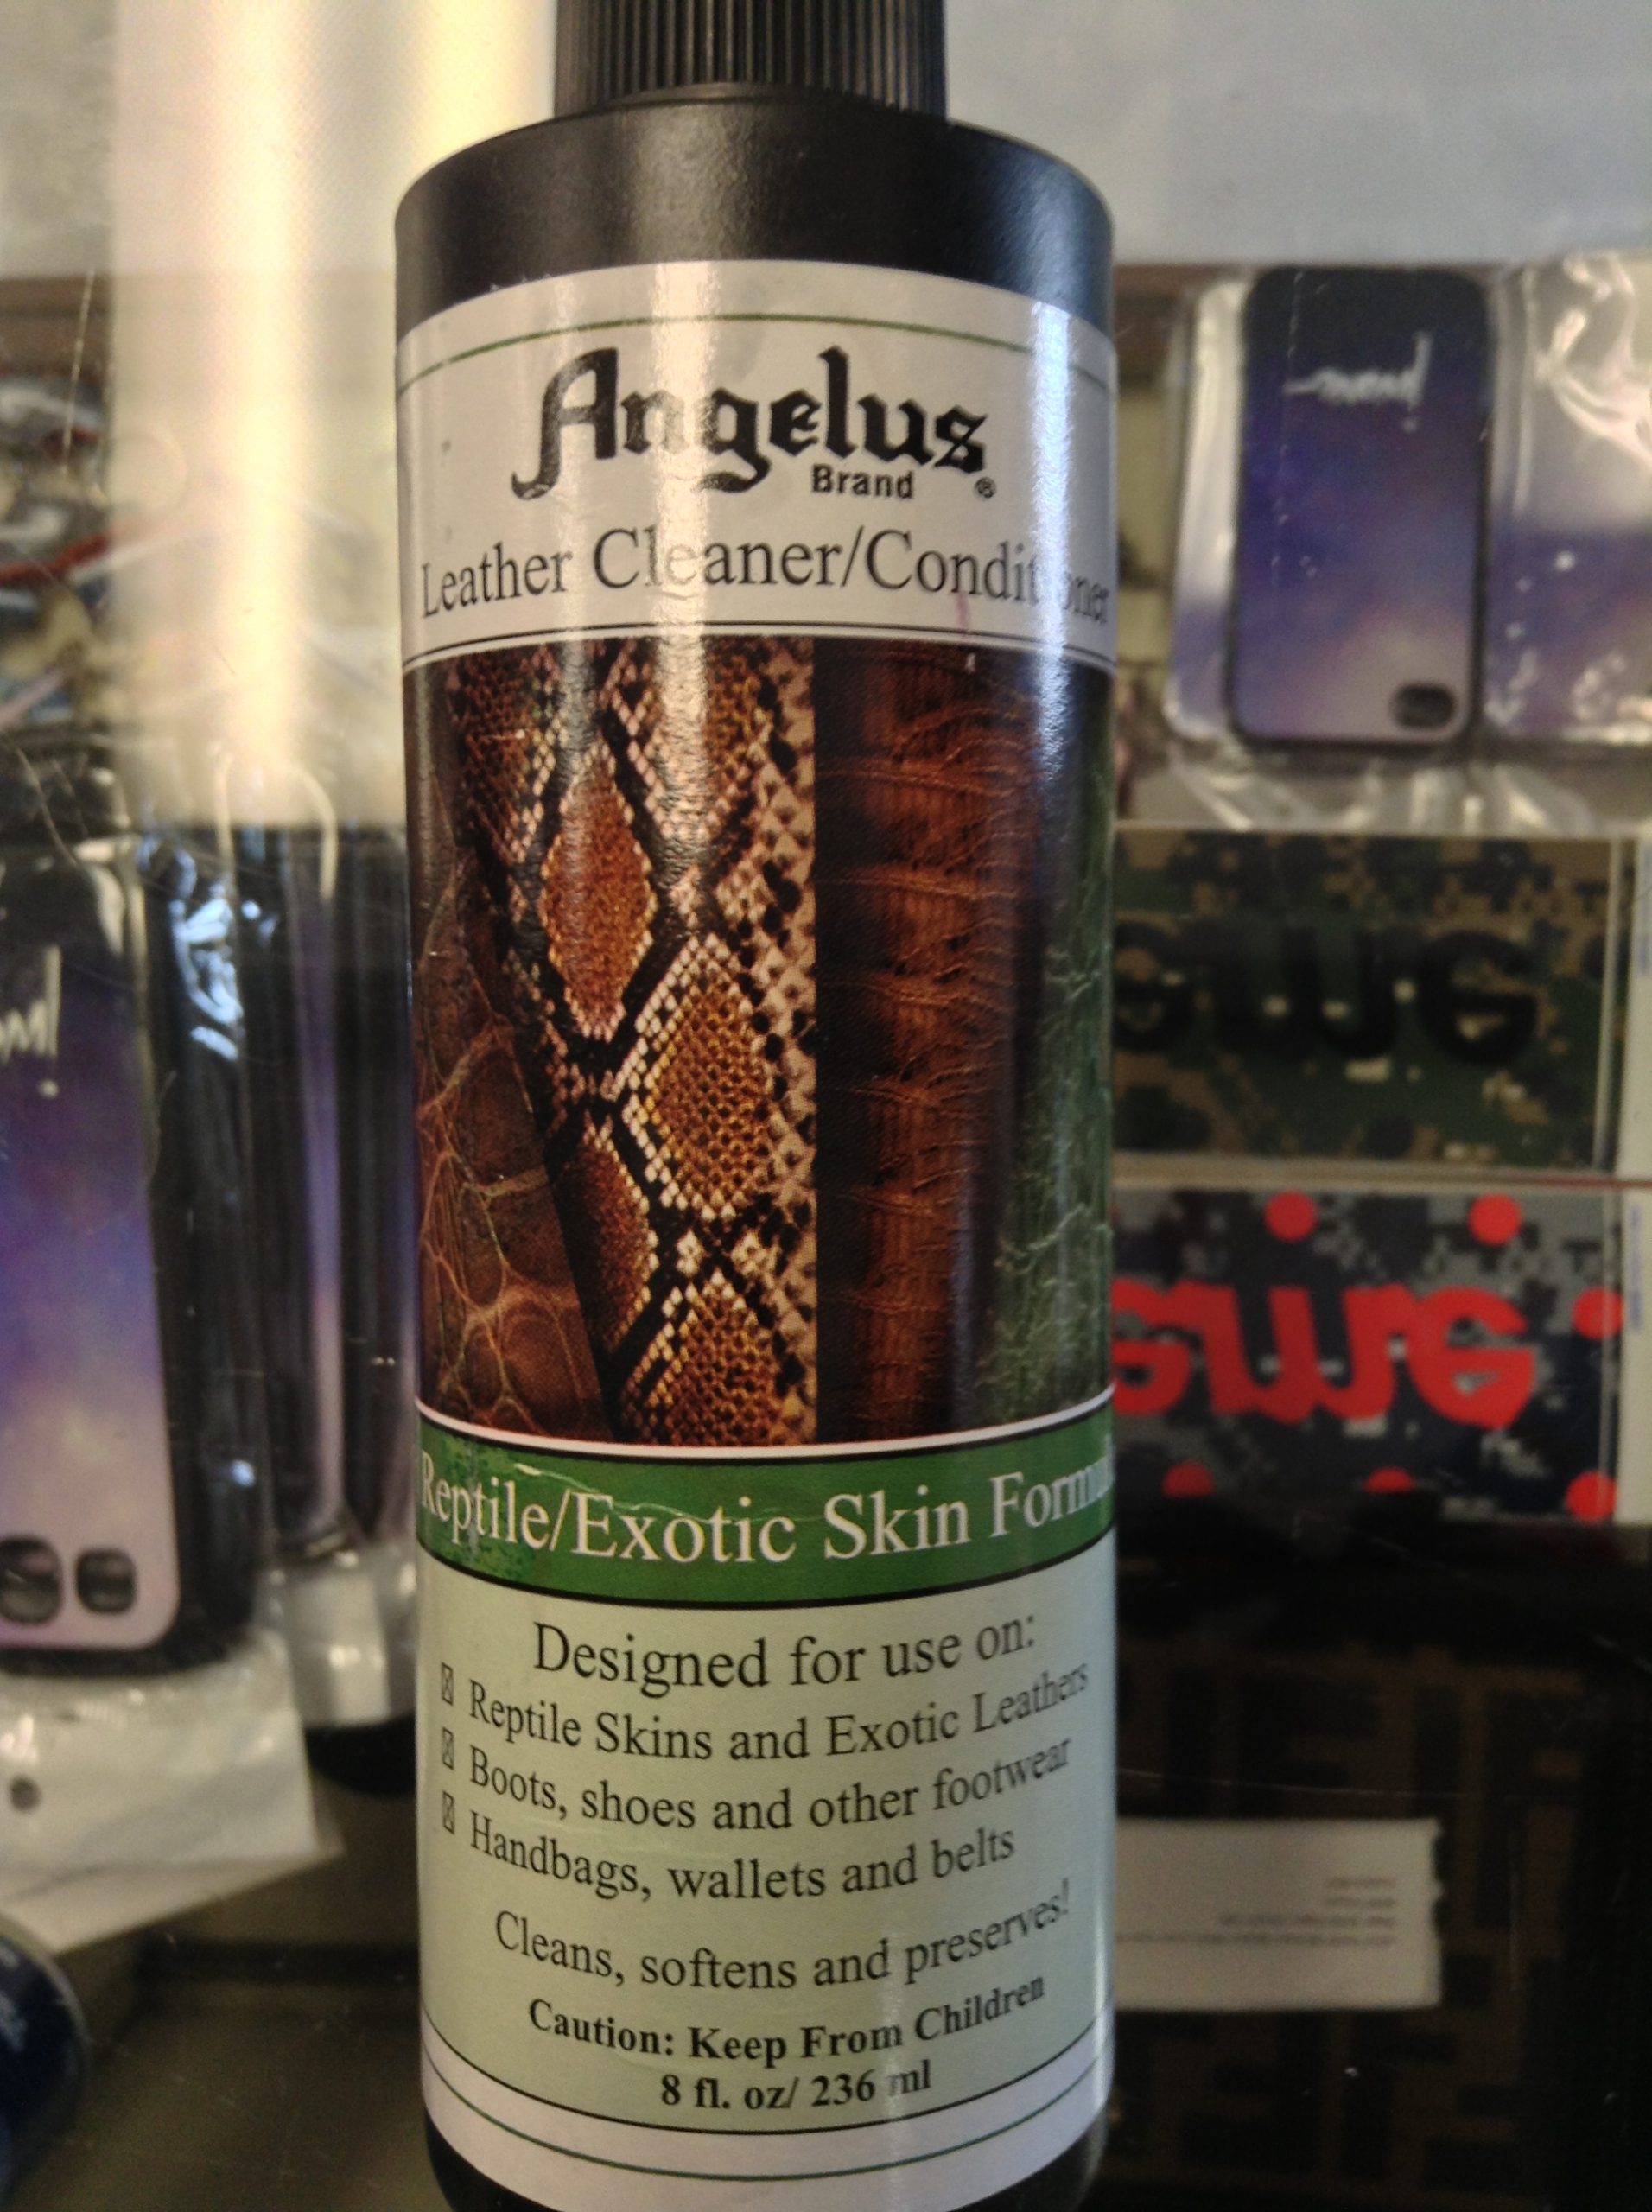 Angelus
Brand ®
Leather Cleaner/Conditioner
Reptile/Exotic Skin Formula
Designed for use on:
Reptile Skins and Exotic Leathers
Boots, shoes and other footwear
Handbags, wallets and belts
Cleans, softens and preserves!
Caution: Keep From Children
8 fl. oz/ 236 ml